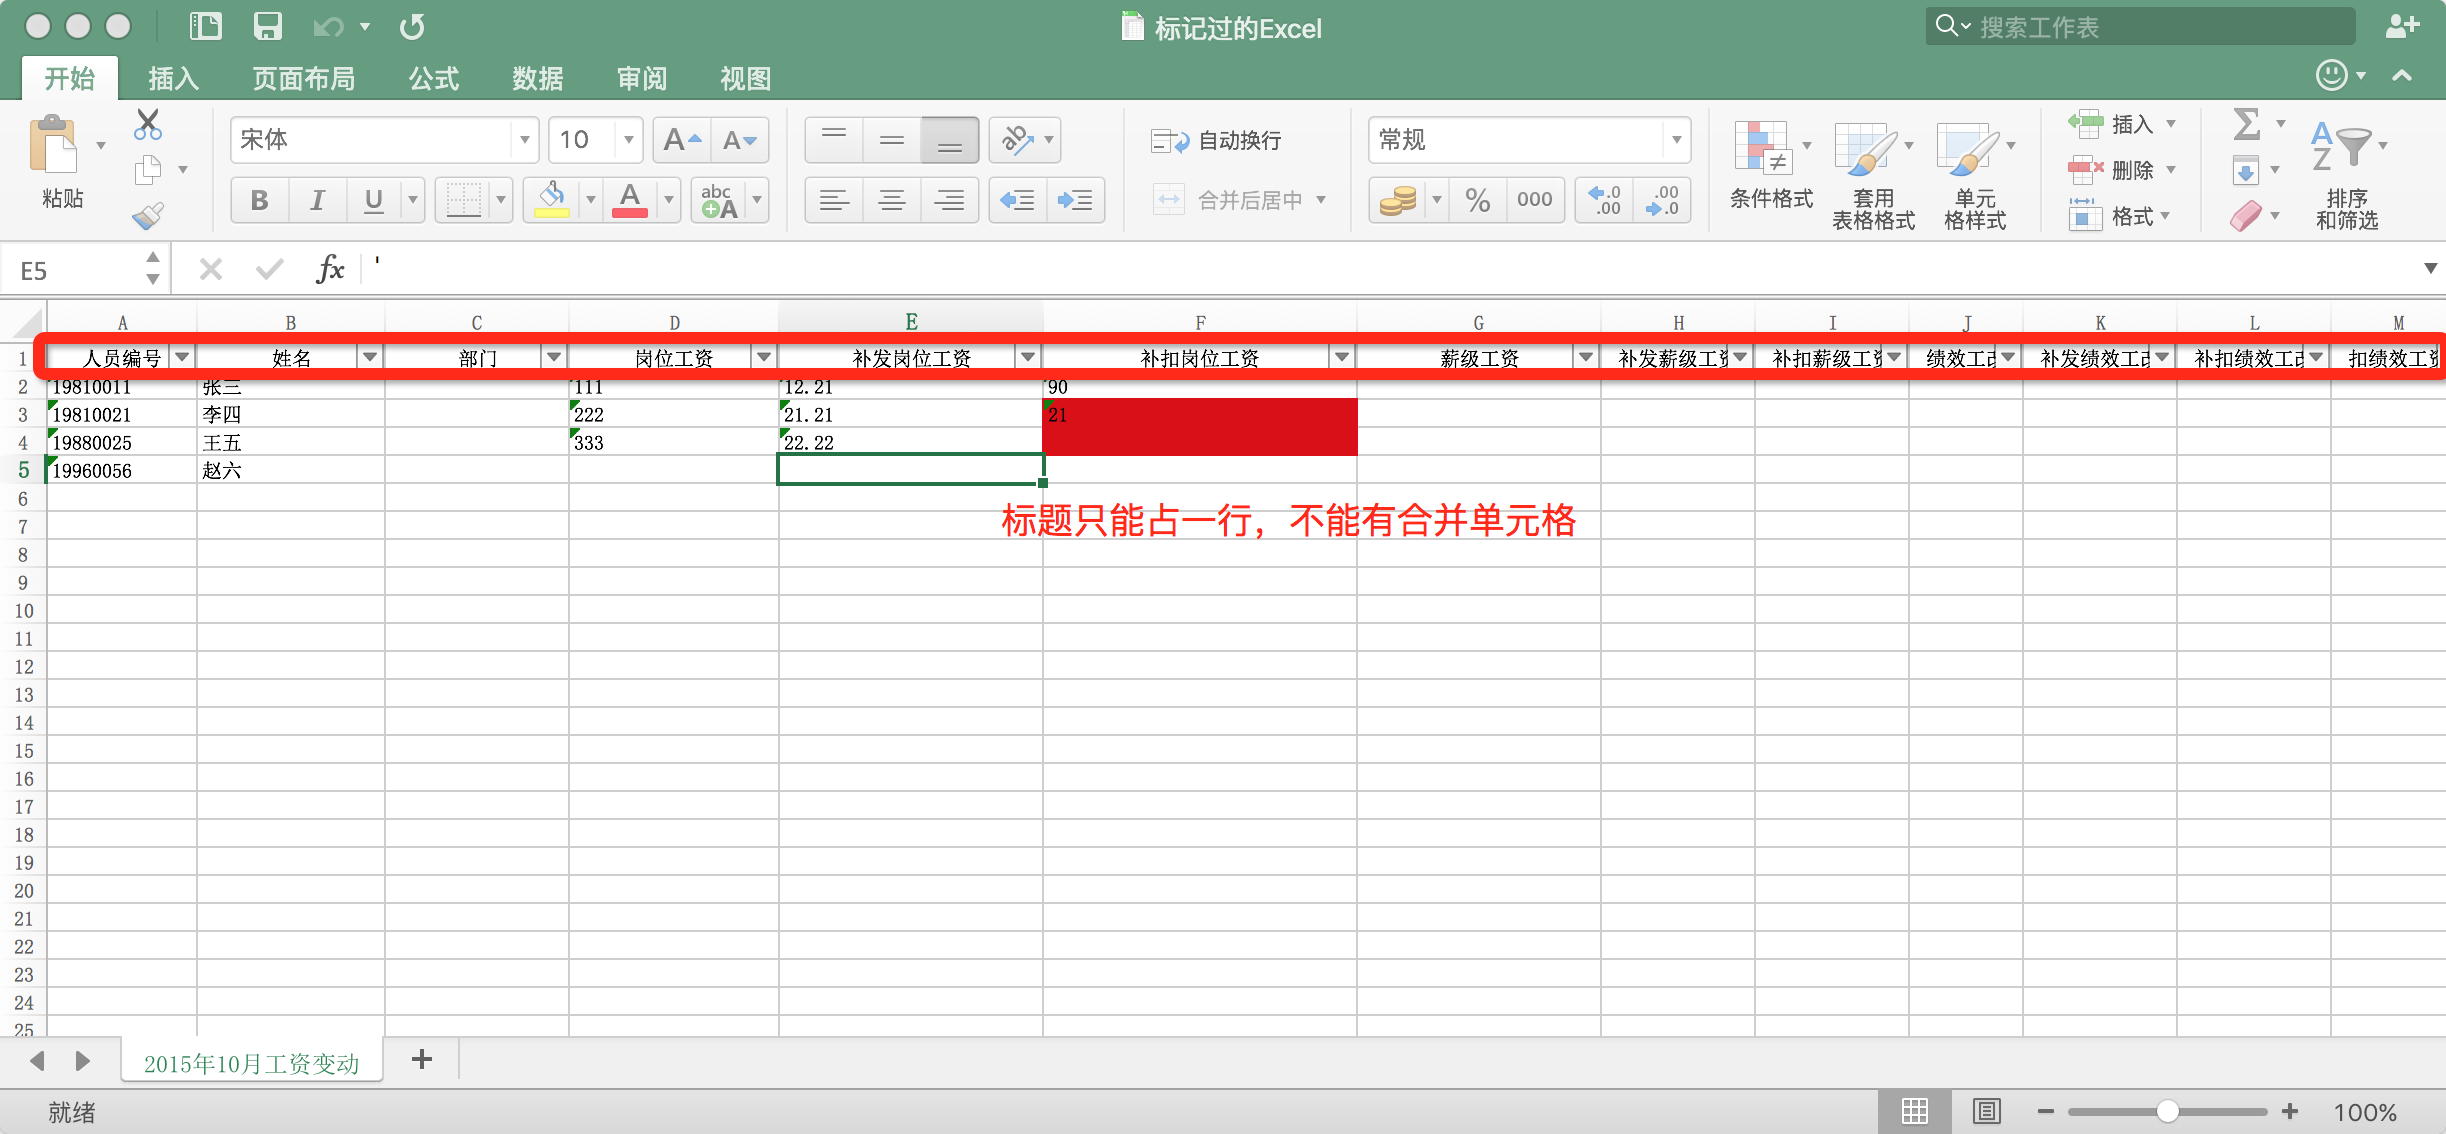 标记过的Excel
搜索工作表
开始 插入 页面布局 公式 数据 审阅 视图
粘贴
宋体 10 A A
B I U A abc A
ab 自动换行
合并后居中
常规
% 000 .0 .00 .00 .0
条件格式
套用
表格格式
单元
格样式
插入
删除
格式
Σ
A
Z
排序
和筛选
E5 fx '
A B C D E F G H I J K L M
1 人员编号 姓名 部门 岗位工资 补发岗位工资 补扣岗位工资 薪级工资 补发薪级工 补扣薪级工 绩效工 补发绩效工 补扣绩效工 扣绩效工
2 19810011 张三 111 12.21 90
3 19810021 李四 222 21.21 21
4 19880025 王五 333 22.22
5 19960056 赵六
6
标题只能占一行，不能有合并单元格
7
8
9
10
11
12
13
14
15
16
17
18
19
20
21
22
23
24
25
2015年10月工资变动
就绪
100%